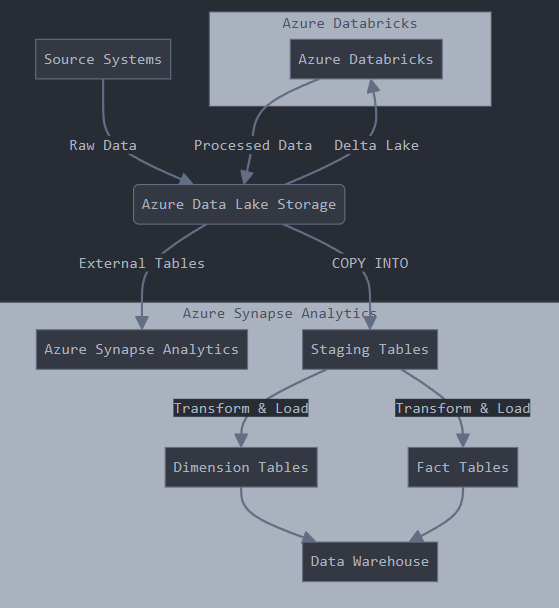 Azure Databricks
Source Systems
Azure Databricks
Raw Data
Processed Data
Delta Lake
Azure Data Lake Storage
External Tables
COPY INTO
Azure Synapse Analytics
Azure Synapse Analytics
Staging Tables
Transform & Load
Transform & Load
Dimension Tables
Fact Tables
Data Warehouse